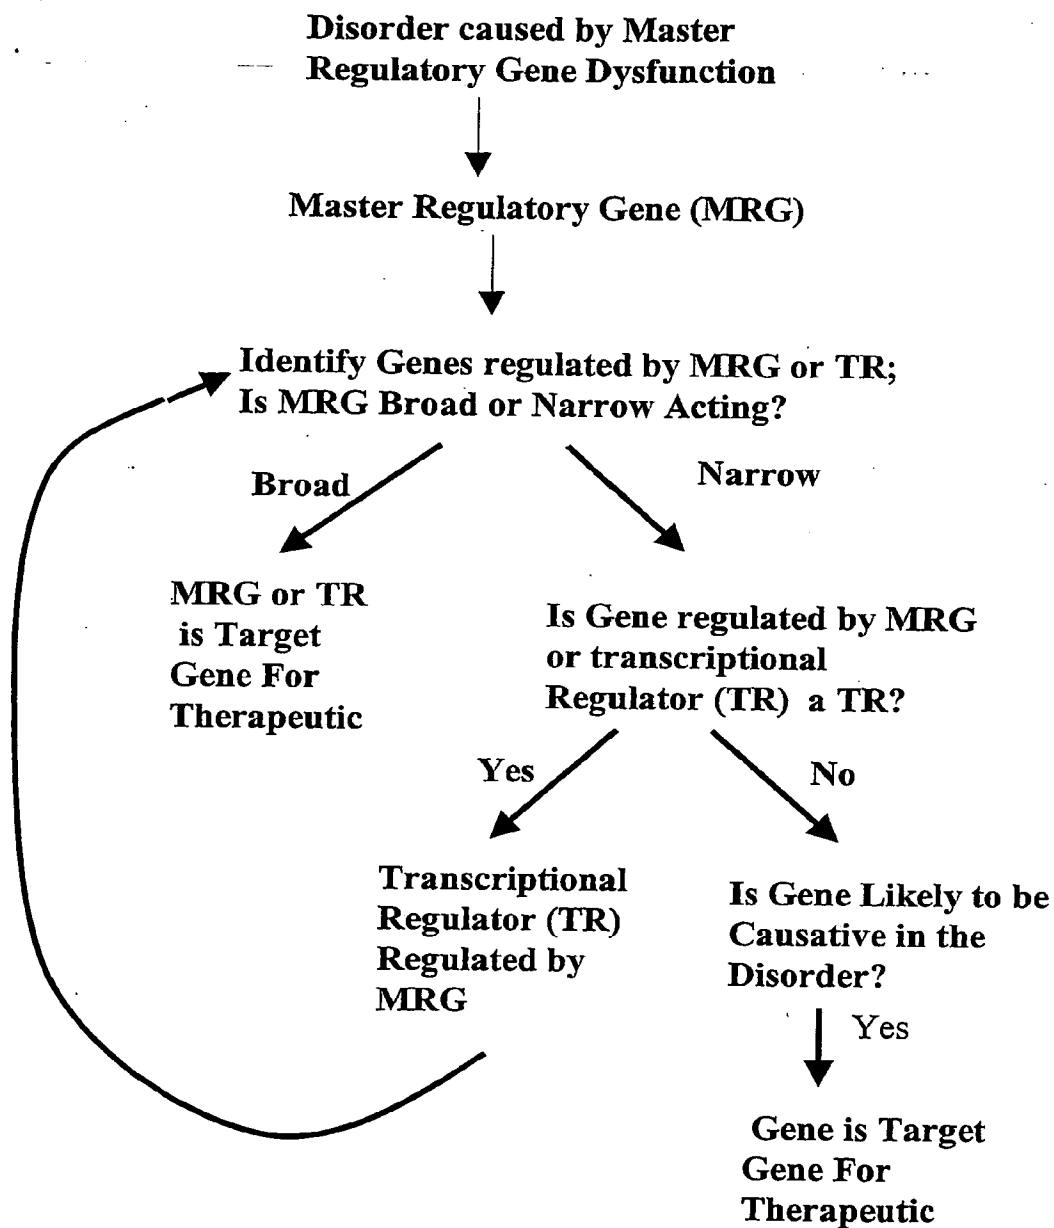 Disorder caused by Master
Regulatory Gene Dysfunction
Master Regulatory Gene (MRG)
Identify Genes regulated by MRG or TR;
Is MRG Broad or Narrow Acting?
Broad
Narrow
MRG or TR
is Target
Gene For
Therapeutic
Is Gene regulated by MRG
or transcriptional
Regulator (TR) a TR?
Yes
No
Transcriptional
Regulator (TR)
Regulated by
MRG
Is Gene Likely to be
Causative in the
Disorder?
Yes
Gene is Target
Gene For
Therapeutic